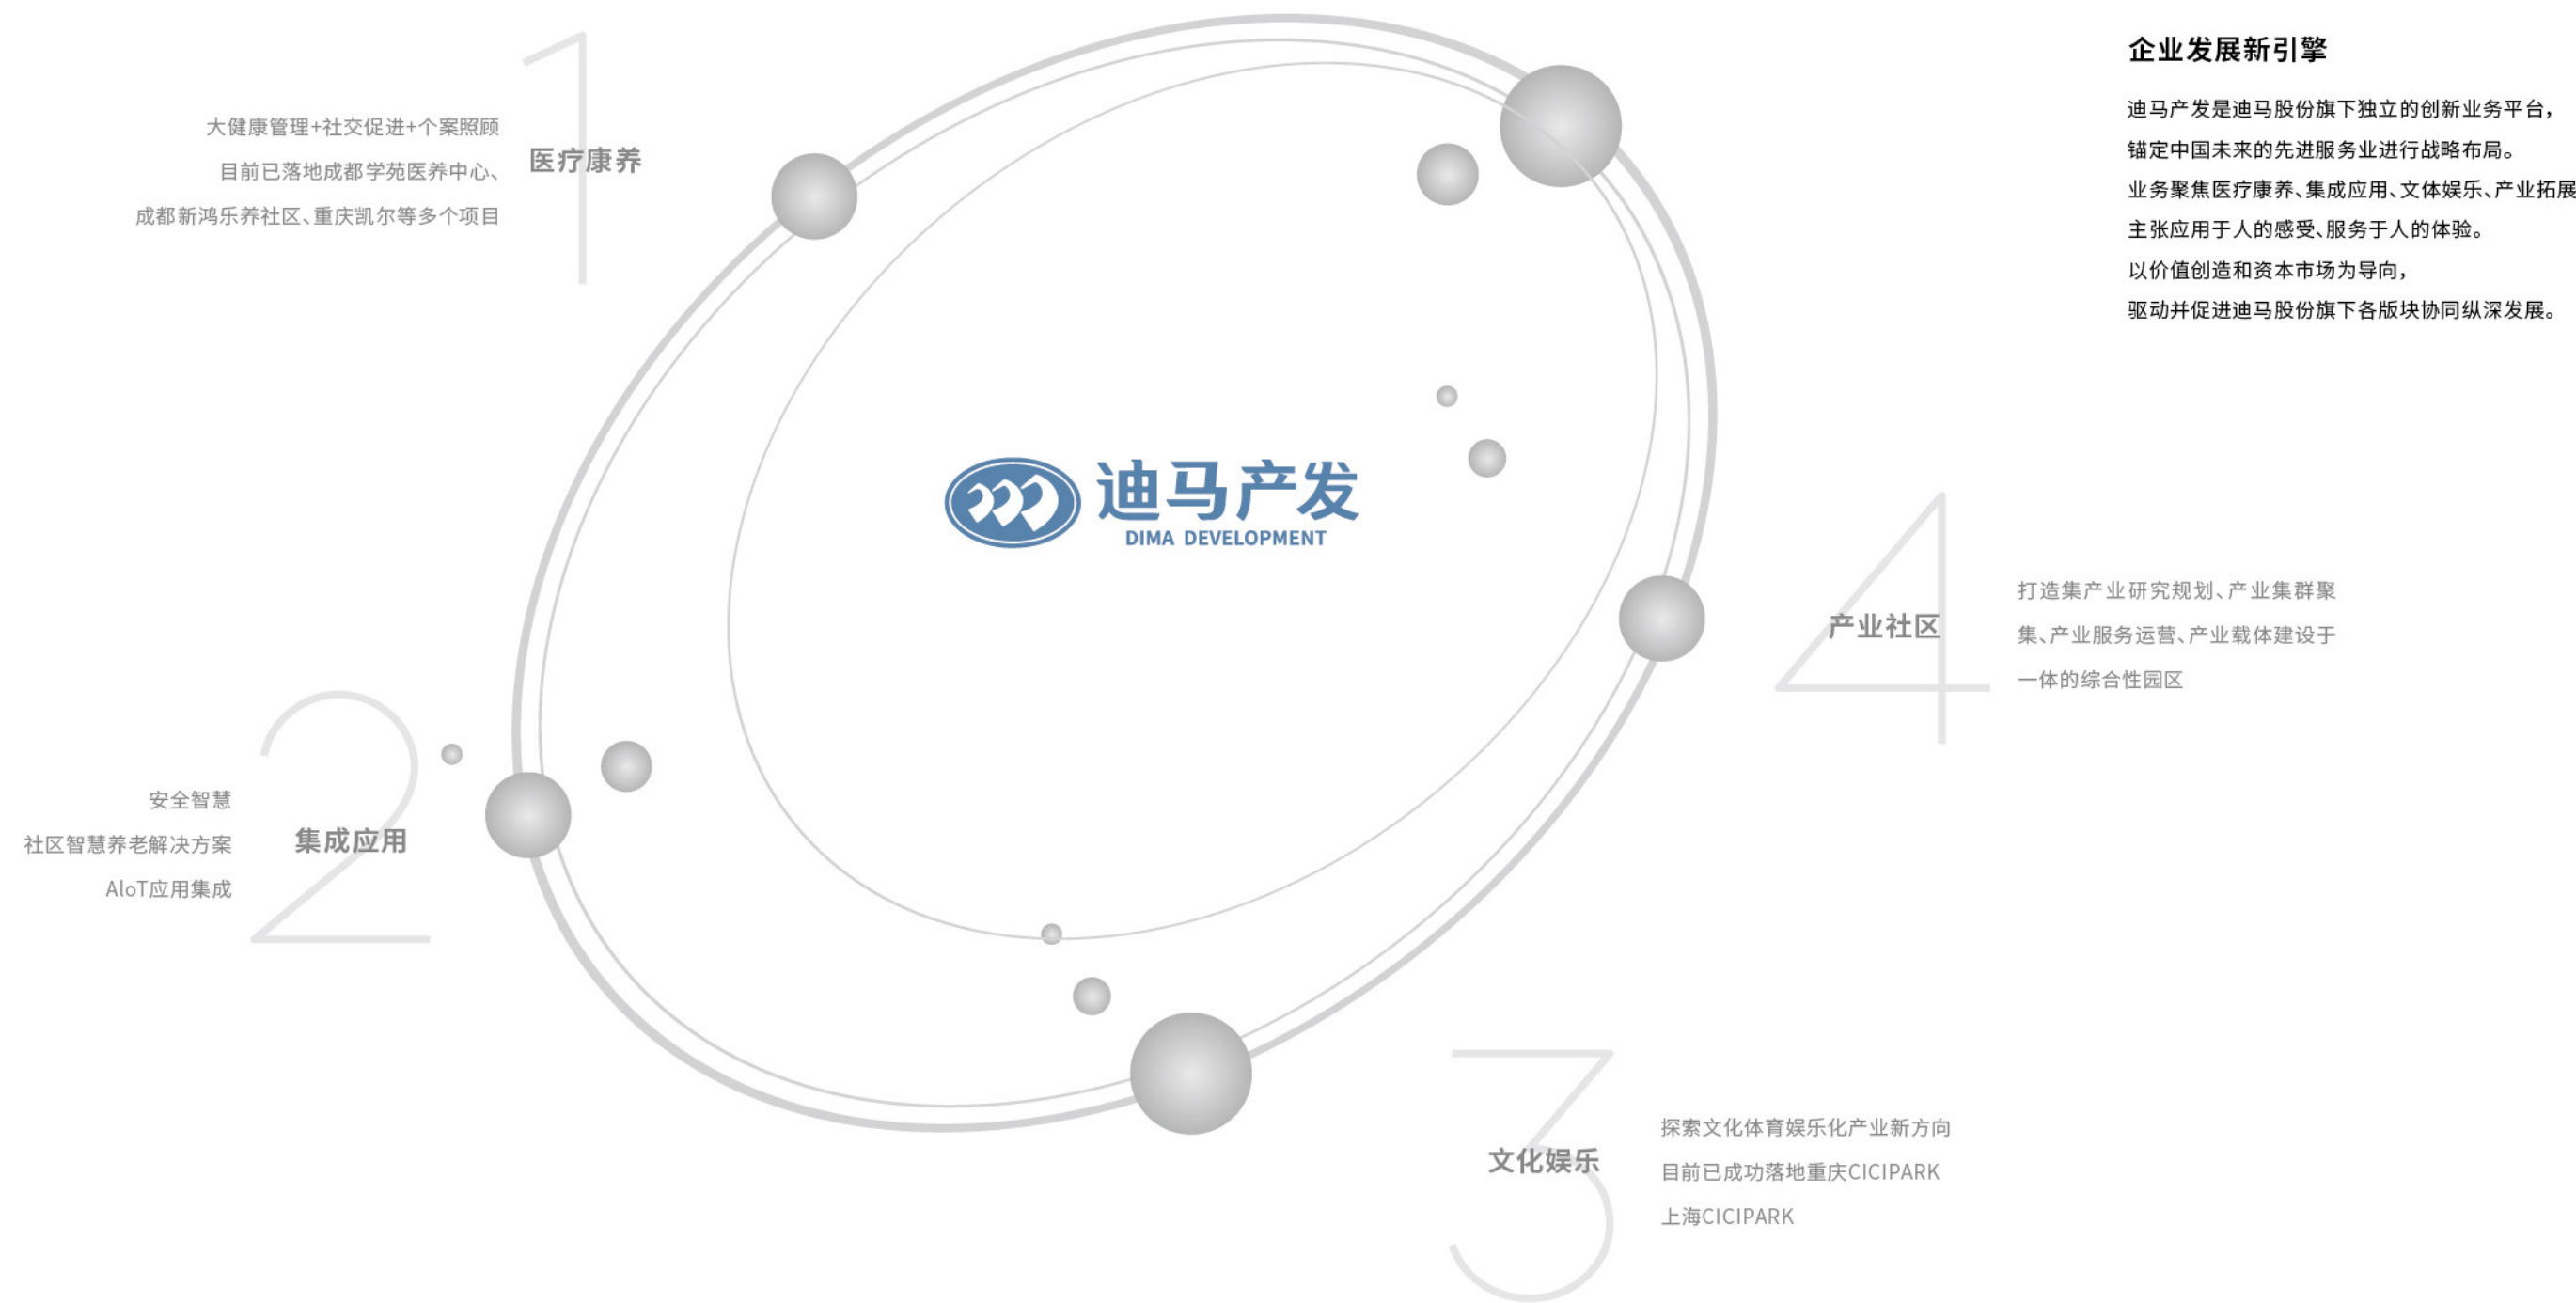 企业发展新引擎
迪马产发是迪马股份旗下独立的创新业务平台，
锚定中国未来的先进服务业进行战略布局。
业务聚焦医疗康养、集成应用、文体娱乐、产业拓展
主张应用于人的感受、服务于人的体验。
以价值创造和资本市场为导向，
驱动并促进迪马股份旗下各版块协同纵深发展。
1
医疗康养
大健康管理+社交促进+个案照顾
目前已落地成都学苑医养中心、
成都新鸿乐养社区、重庆凯尔等多个项目
迪马产发
DIMA DEVELOPMENT
2
集成应用
安全智慧
社区智慧养老解决方案
AloT应用集成
3
文化娱乐
探索文化体育娱乐化产业新方向
目前已成功落地重庆CICIPARK
上海CICIPARK
4
产业社区
打造集产业研究规划、产业集群聚
集、产业服务运营、产业载体建设于
一体的综合性园区